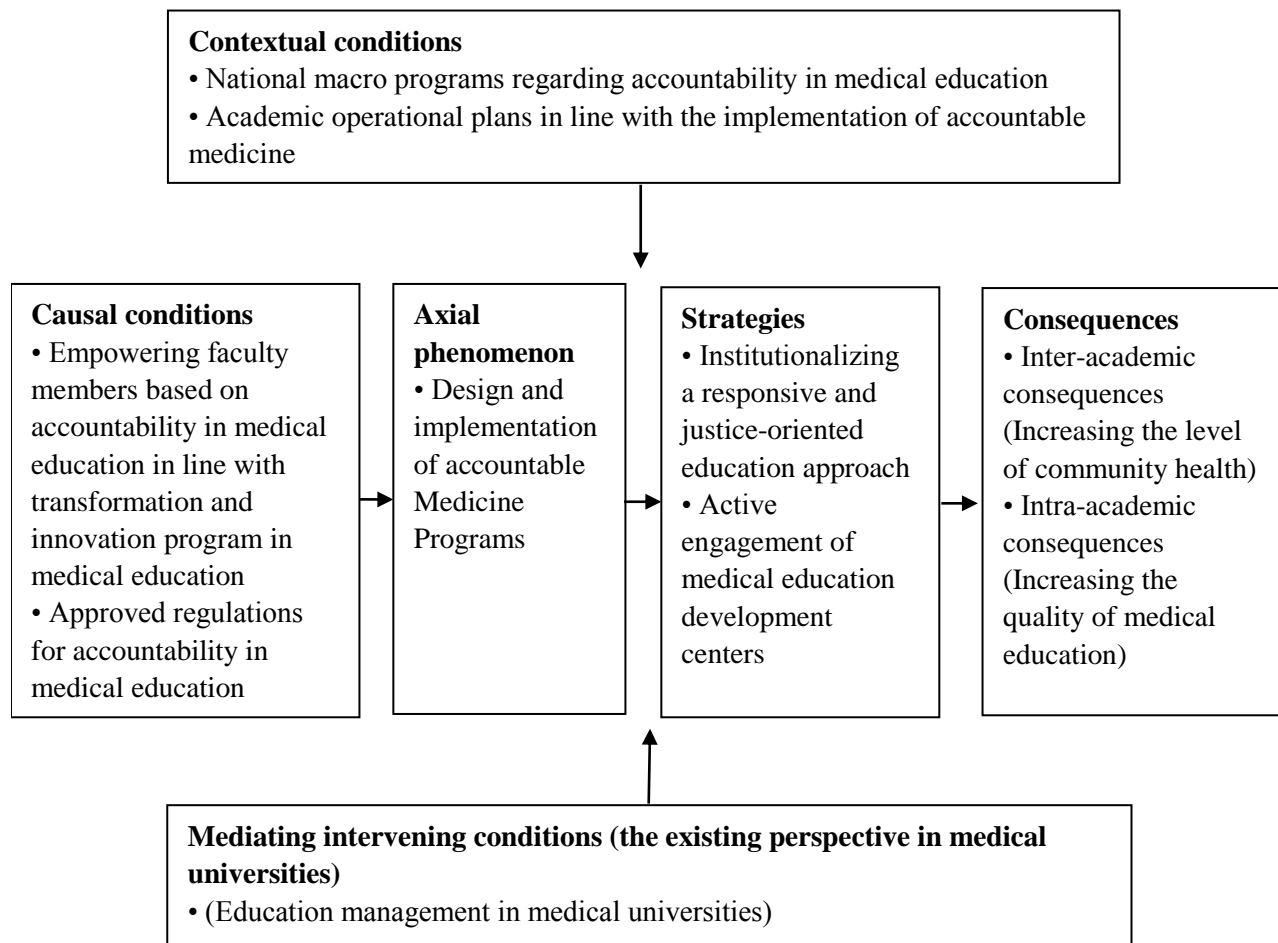 Contextual conditions
• National macro programs regarding accountability in medical education
• Academic operational plans in line with the implementation of accountable
medicine
Causal conditions
• Empowering faculty
members based on
accountability in medical
education in line with
transformation and
innovation program in
medical education
• Approved regulations
for accountability in
medical education
Axial
phenomenon
• Design and
implementation
of accountable
Medicine
Programs
Strategies
• Institutionalizing
a responsive and
justice-oriented
education approach
• Active
engagement of
medical education
development
centers
Consequences
• Inter-academic
consequences
(Increasing the level
of community health)
• Intra-academic
consequences
(Increasing the
quality of medical
education)
Mediating intervening conditions (the existing perspective in medical
universities)
• (Education management in medical universities)